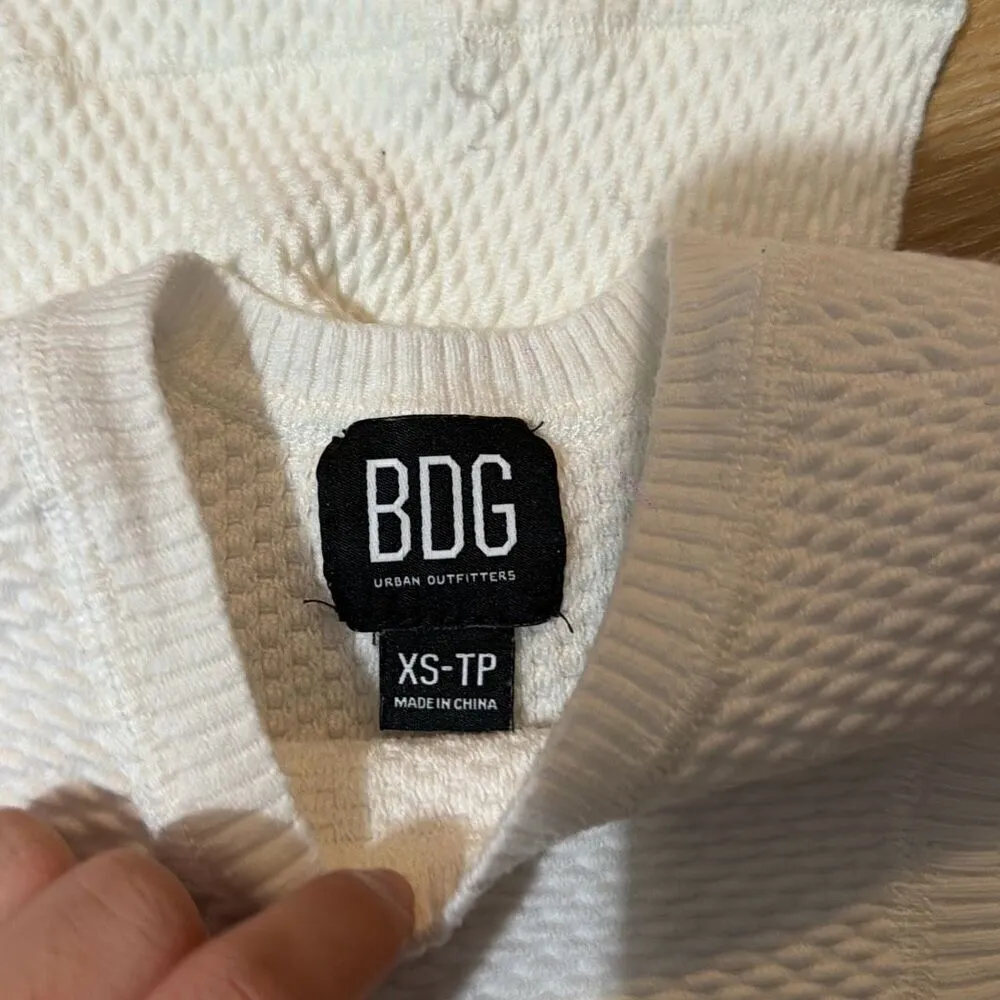 BDG
URBAN OUTFITTERS
XS-TP
MADE IN CHINA